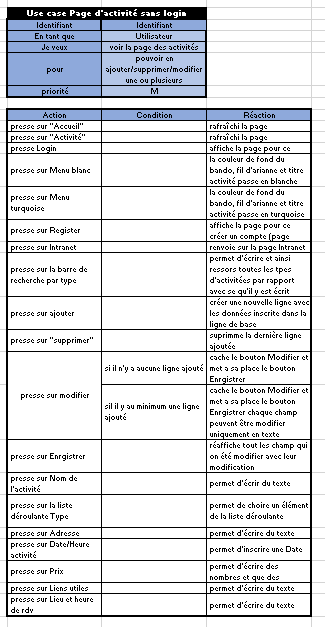 Use case Page d'activité sans login
Identifiant Identifiant
En tant que Utilisateur
Je veux voir la page des activités
pour pouvoir en
ajouter/supprimer/modifier
une ou plusieurs
priorité M
Action Condition Réaction
presse sur "Accueil" rafraîchi la page
presse sur "Activité" rafraîchi la page
presse Login affiche la page pour ce
presse sur Menu blanc la couleur de fond du
bando, fil d'arianne et titre
activité passe en blanche
presse sur Menu
turquoise la couleur de fond du
bando, fil d'arianne et titre
activité passe en turquoise
presse sur Register affiche la page pour ce
créer un compte (page
presse sur Intranet renvoie sur la page Intranet
presse sur la barre de
recherche par type permet d'écrire et ainsi
ressors toutes les tpes
d'activitées par rapport
avec se qu'il y est écrit
presse sur ajouter créer une nouvelle ligne avec
les données inscrite dans la
ligne de base
presse sur "supprimer" suprimme la dernière ligne
ajoutée
presse sur modifier si il n'y a aucune ligne ajouté cache le bouton Modifier et
met a sa place le bouton
Enregistrer
sil il y au minimum une ligne
ajouté cache le bouton Modifier et
met a sa place le bouton
Enregistrer chaque champ
peuvent être modifier
uniquement en texte
presse sur Enrgistrer réaffiche tout les champ qui
on été modifier avec leur
modification
presse sur Nom de
l'activité permet d'écrir du texte
presse sur la liste
déroulante Type permet de choire un élément
de la liste déroulante
presse sur Adresse permet d'écrire du texte
presse sur Date/Heure
activité permet d'inscrire une Date
presse sur Prix permet d'écrire des
nombres et que des
presse sur Liens utiles permet d'écrire du texte
presse sur Lieu et heure
de rdv permet d'écrire du texte